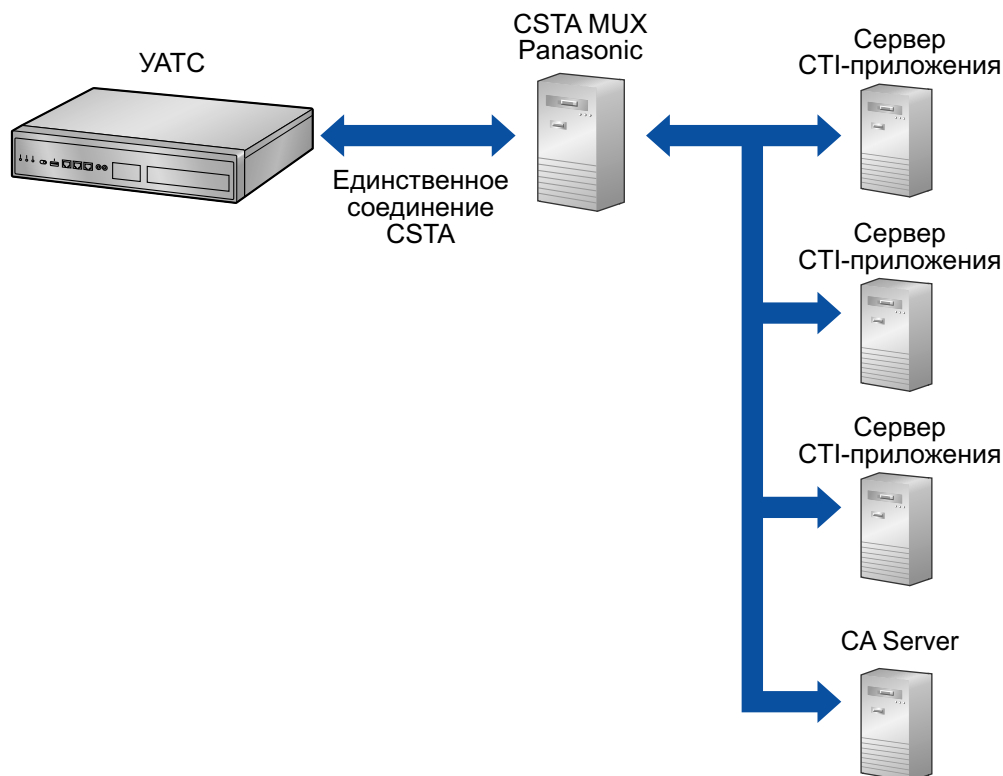 УАТС
CSTA MUX
Panasonic
Сервер
CTI-приложения
Единственное
соединение
CSTA
Сервер
CTI-приложения
Сервер
CTI-приложения
CA Server